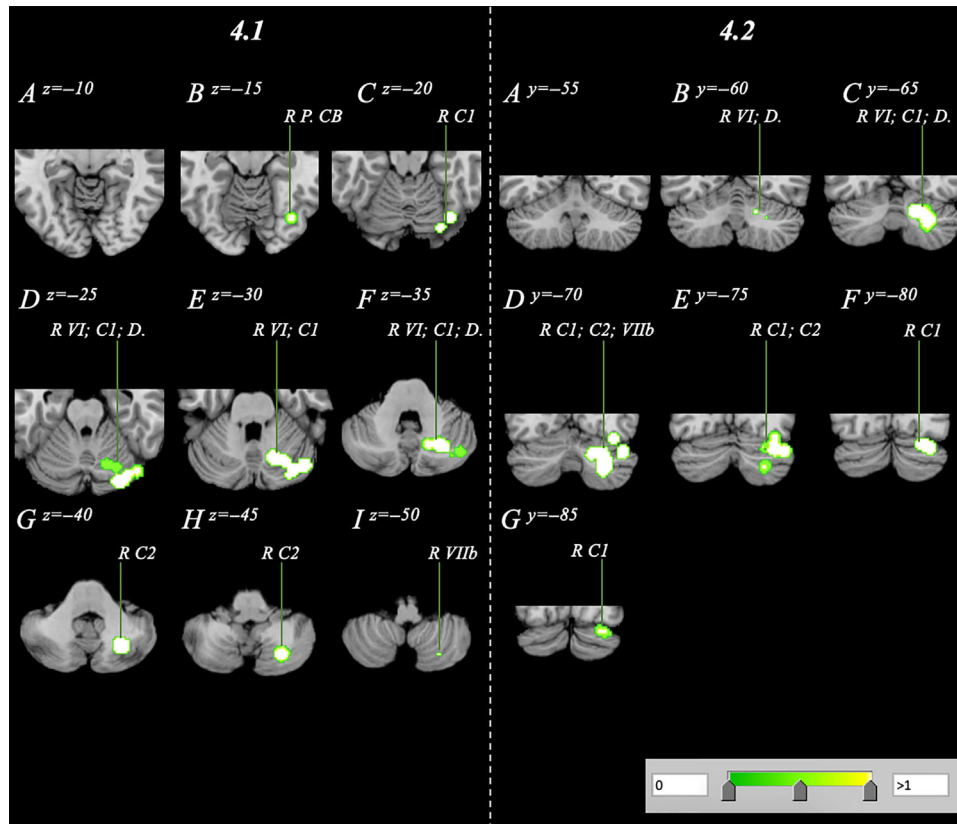 4.1
A z=–10
B z=–15
C z=–20
R P. CB
R C1
D z=–25
E z=–30
F z=–35
R VI; C1; D.
R VI; C1
R VI; C1; D.
G z=–40
H z=–45
I z=–50
R C2
R C2
R VIIb
4.2
A y=–55
B y=–60
C y=–65
R VI; D.
R VI; C1; D.
D y=–70
E y=–75
F y=–80
R C1; C2; VIIb
R C1; C2
R C1
G y=–85
R C1
0
>1